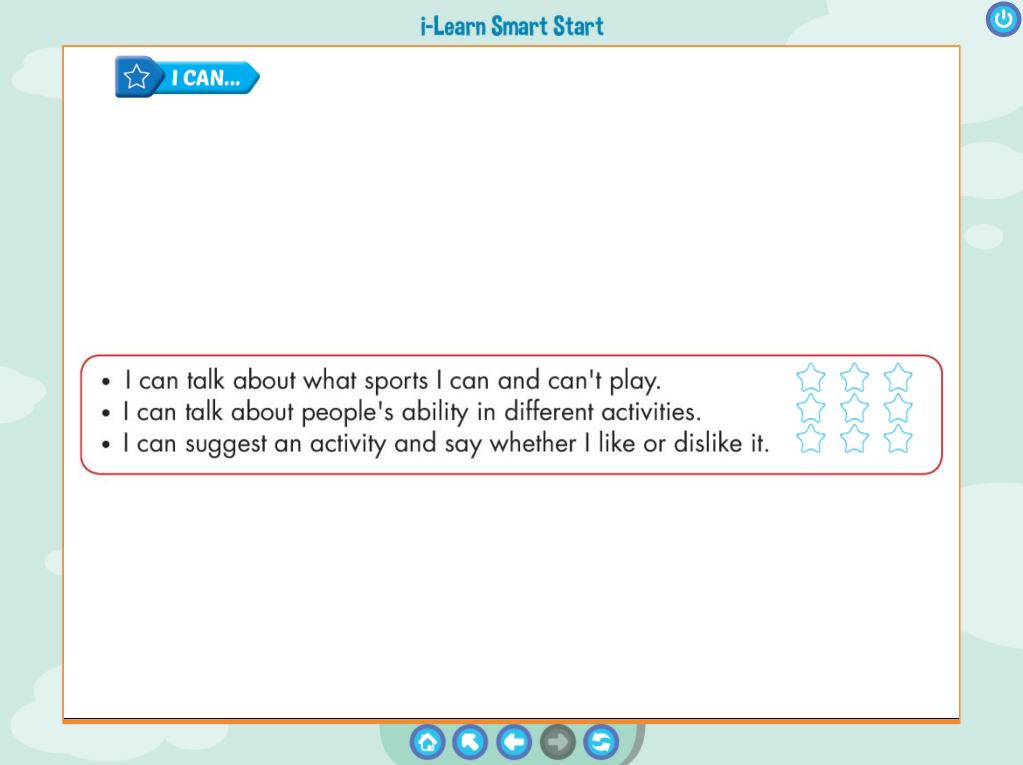 i-Learn Smart Start
I CAN...
• I can talk about what sports I can and can't play.
• I can talk about people's ability in different activities.
• I can suggest an activity and say whether I like or dislike it.